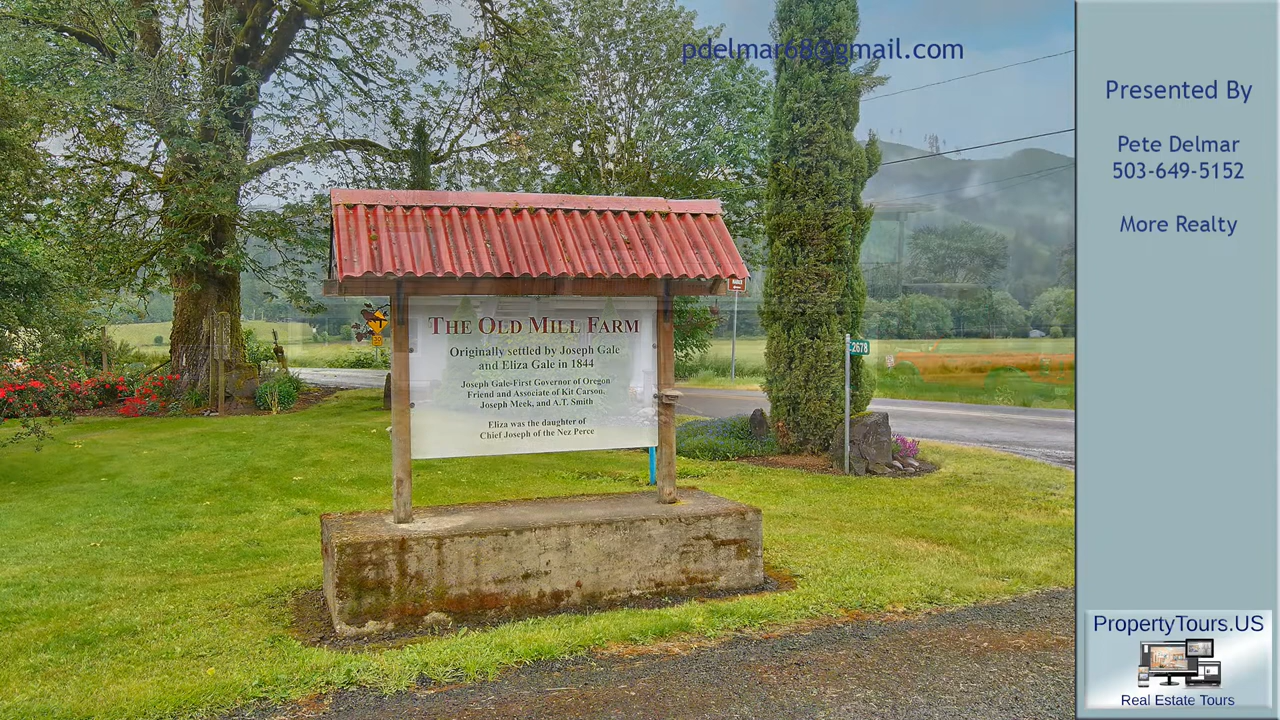 pdelmar68@gmail.com
Presented By
Pete Delmar
503-649-5152
More Realty
THE OLD MILL FARM
Originally settled by Joseph Gale
and Eliza Gale in 1844
Joseph Gale-First Governor of Oregon
Friend and Associate of Kit Carson,
Joseph Meek, and A.T. Smith
Eliza was the daughter of
Chief Joseph of the Nez Perce
2678
PropertyTours.US
Real Estate Tours